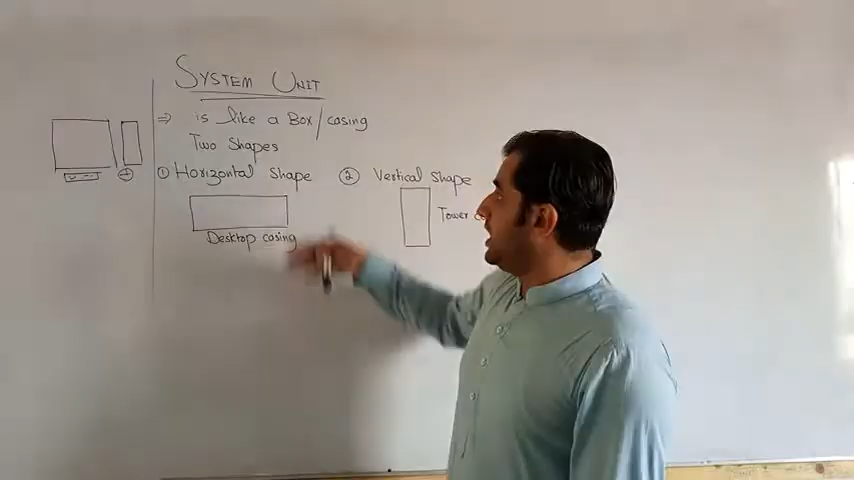 SYSTEM UNIT
⇒ is like a Box/casing
Two Shapes
① Horizontal Shape ② Vertical Shape
Tower
Desktop casing